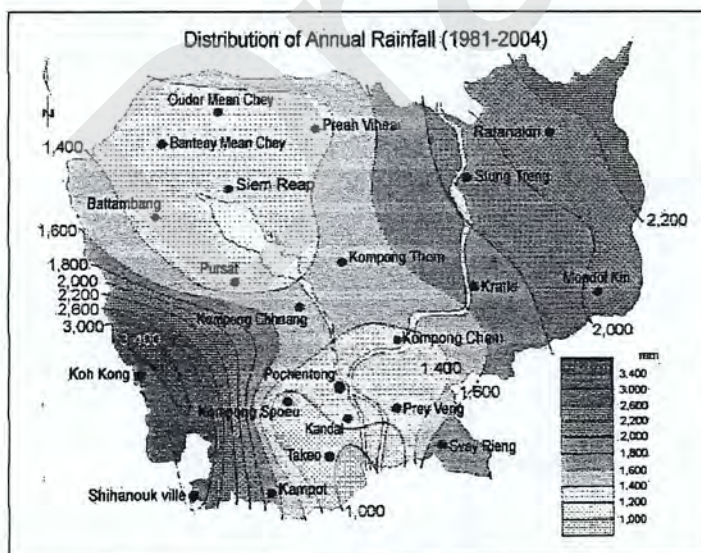 Distribution of Annual Rainfall (1981-2004)
Oudor Mean Chey
Preah Vihear
Ratanakiri
1,400
Banteay Mean Chey
Siem Reap
Stung Treng
Battambang
2,200
1,600
Pursat
Kompong Thom
1,800
2,000
2,200
2,600
3,000
3,400
Kratie
Mondol Kiri
Kompong Chhnang
Kompong Cham
2,000
mm
Koh Kong
Pochentong
1,400
1,600
Kompong Spoeu
Prey Veng
Kandal
Takeo
Svay Rieng
Shihanouk ville
Kampot
1,000
3,400
3,000
2,600
2,200
2,000
1,800
1,600
1,400
1,200
1,000